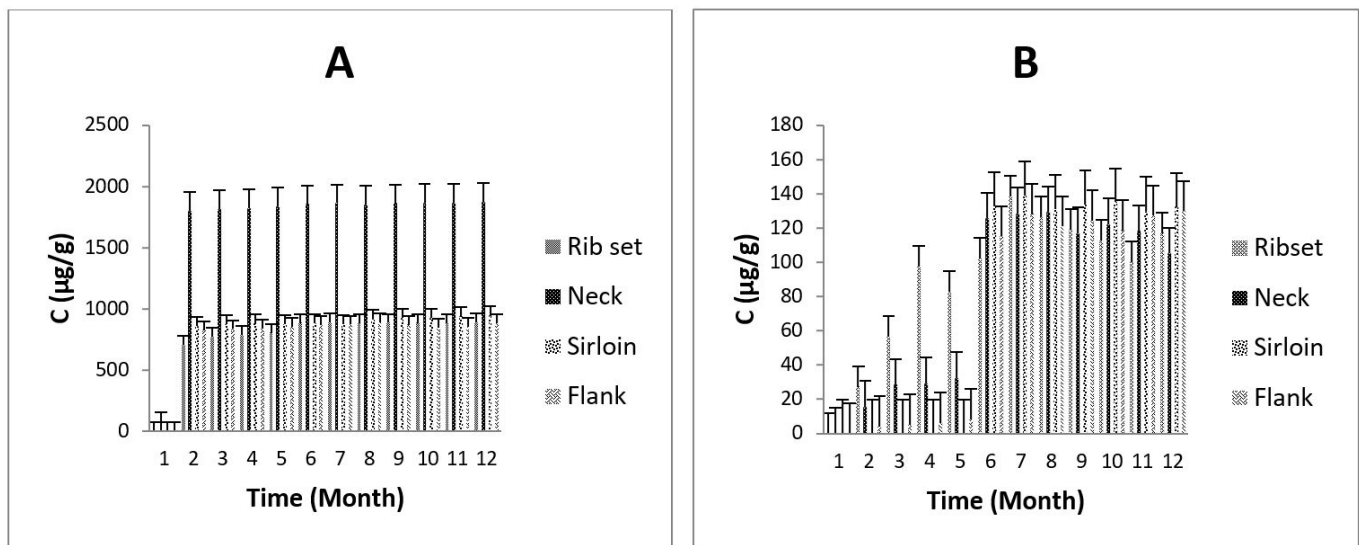 A
C (µg/g)
2500
2000
1500
1000
500
0
1 2 3 4 5 6 7 8 9 10 11 12
Time (Month)
Rib set
Neck
Sirloin
Flank
B
C (µg/g)
180
160
140
120
100
80
60
40
20
0
1 2 3 4 5 6 7 8 9 10 11 12
Time (Month)
Ribset
Neck
Sirloin
Flank